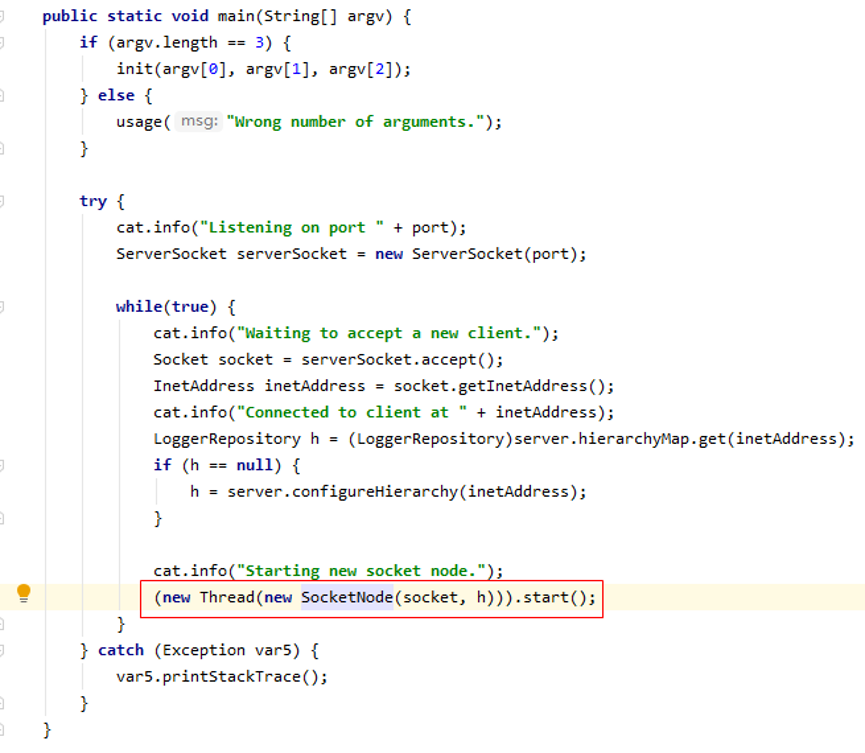 public static void main(String[] argv) {
    if (argv.length == 3) {
        init(argv[0], argv[1], argv[2]);
    } else {
        usage( msg: "Wrong number of arguments.");
    }

    try {
        cat.info("Listening on port " + port);
        ServerSocket serverSocket = new ServerSocket(port);

        while(true) {
            cat.info("Waiting to accept a new client.");
            Socket socket = serverSocket.accept();
            InetAddress inetAddress = socket.getInetAddress();
            cat.info("Connected to client at " + inetAddress);
            LoggerRepository h = (LoggerRepository)server.hierarchyMap.get(inetAddress);
            if (h == null) {
                h = server.configureHierarchy(inetAddress);
            }

            cat.info("Starting new socket node.");
            (new Thread(new SocketNode(socket, h))).start();
        }
    } catch (Exception var5) {
        var5.printStackTrace();
    }
}